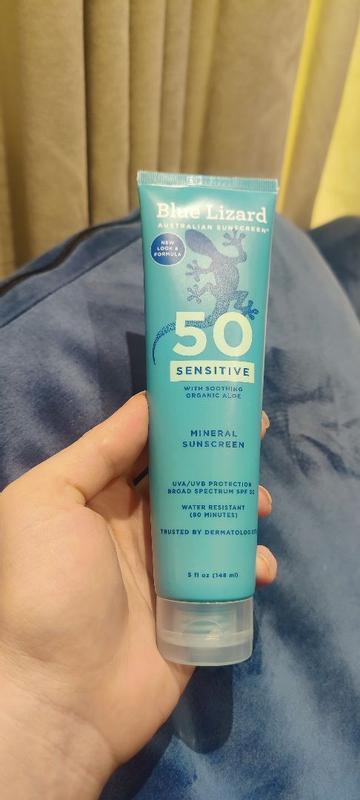 Blue Lizard
AUSTRALIAN SUNSCREEN®
NEW
LOOK &
FORMULA
50
SENSITIVE
WITH SOOTHING
ORGANIC ALOE
MINERAL
SUNSCREEN
UVA/UVB PROTECTION
BROAD SPECTRUM SPF 50
WATER RESISTANT
(80 MINUTES)
TRUSTED BY
5 fl oz (148 ml)